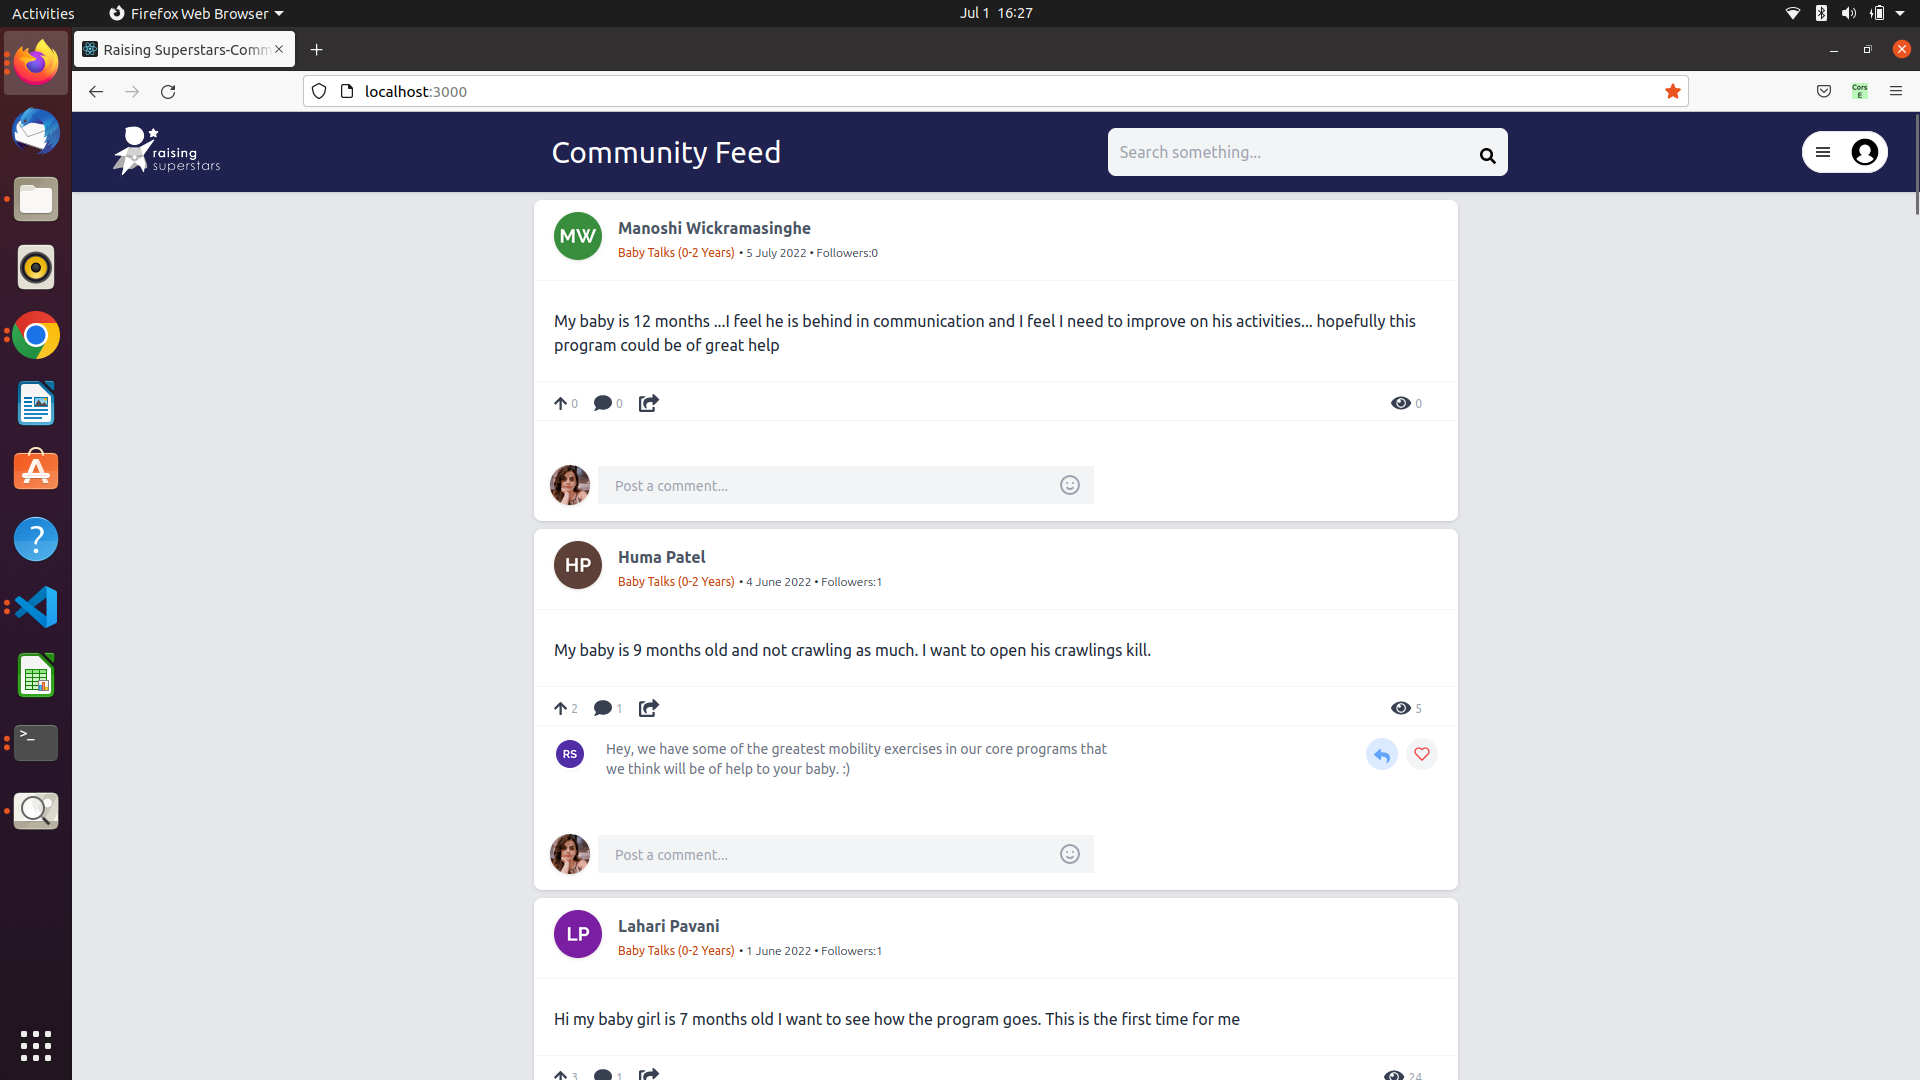 Activities Firefox Web Browser Jul 1 16:27
Raising Superstars-Comm
localhost:3000
Cors
E
raising
superstars
Community Feed
Search something...
MW
Manoshi Wickramasinghe
Baby Talks (0-2 Years) • 5 July 2022 • Followers:0
My baby is 12 months ...I feel he is behind in communication and I feel I need to improve on his activities... hopefully this
program could be of great help
0 0 0
Post a comment...
HP
Huma Patel
Baby Talks (0-2 Years) • 4 June 2022 • Followers:1
My baby is 9 months old and not crawling as much. I want to open his crawlings kill.
2 1 5
RS
Hey, we have some of the greatest mobility exercises in our core programs that
we think will be of help to your baby. :)
Post a comment...
LP
Lahari Pavani
Baby Talks (0-2 Years) • 1 June 2022 • Followers:1
Hi my baby girl is 7 months old I want to see how the program goes. This is the first time for me
3 1 24